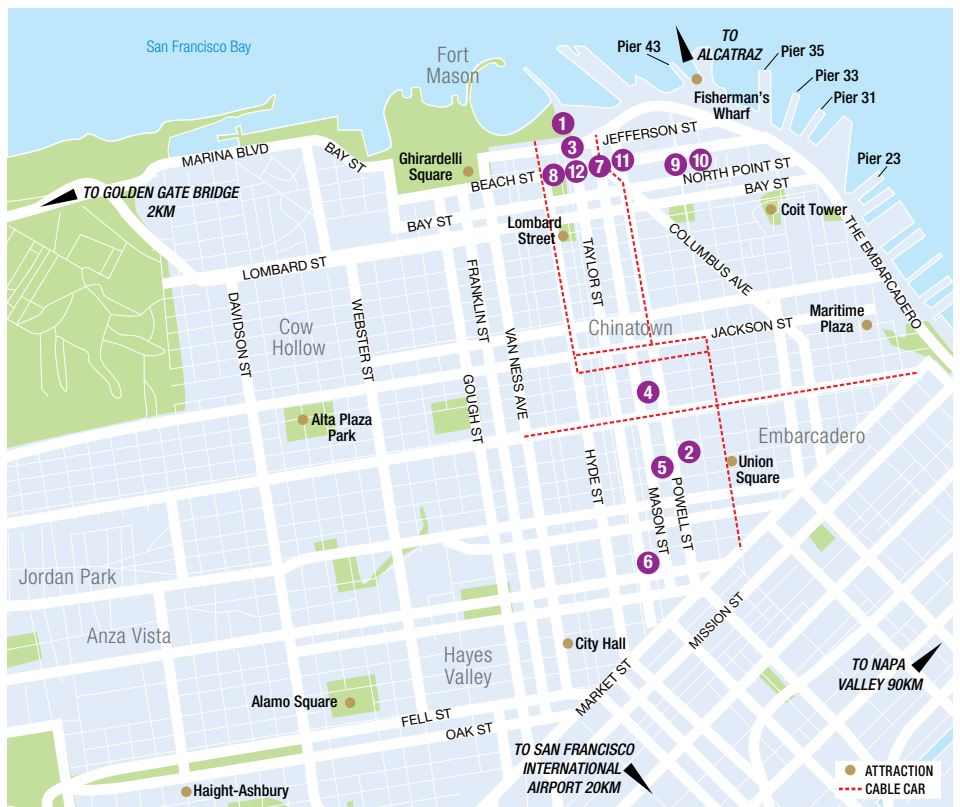 San Francisco Bay
Fort
Mason
Pier 43
TO
ALCATRAZ
Pier 35
Pier 33
Pier 31
Fisherman's
Wharf
Pier 23
MARINA BLVD
BAY ST
JEFFERSON ST
1
3
Ghirardelli
Square
BEACH ST
8
12
7
11
9
10
NORTH POINT ST
BAY ST
TO GOLDEN GATE BRIDGE
2KM
BAY ST
Lombard
Street
Coit Tower
THE EMBARCADERO
LOMBARD ST
TAYLOR ST
COLUMBUS AVE
DAVIDSON ST
WEBSTER ST
FRANKLIN ST
VAN NESS AVE
Cow
Hollow
Chinatown
JACKSON ST
Maritime
Plaza
GOUGH ST
4
Alta Plaza
Park
Embarcadero
HYDE ST
MASON ST
POWELL ST
2
5
Union
Square
6
Jordan Park
Anza Vista
MISSION ST
City Hall
Hayes
Valley
MARKET ST
TO NAPA
VALLEY 90KM
Alamo Square
FELL ST
OAK ST
TO SAN FRANCISCO
INTERNATIONAL
AIRPORT 20KM
Haight-Ashbury
ATTRACTION
CABLE CAR